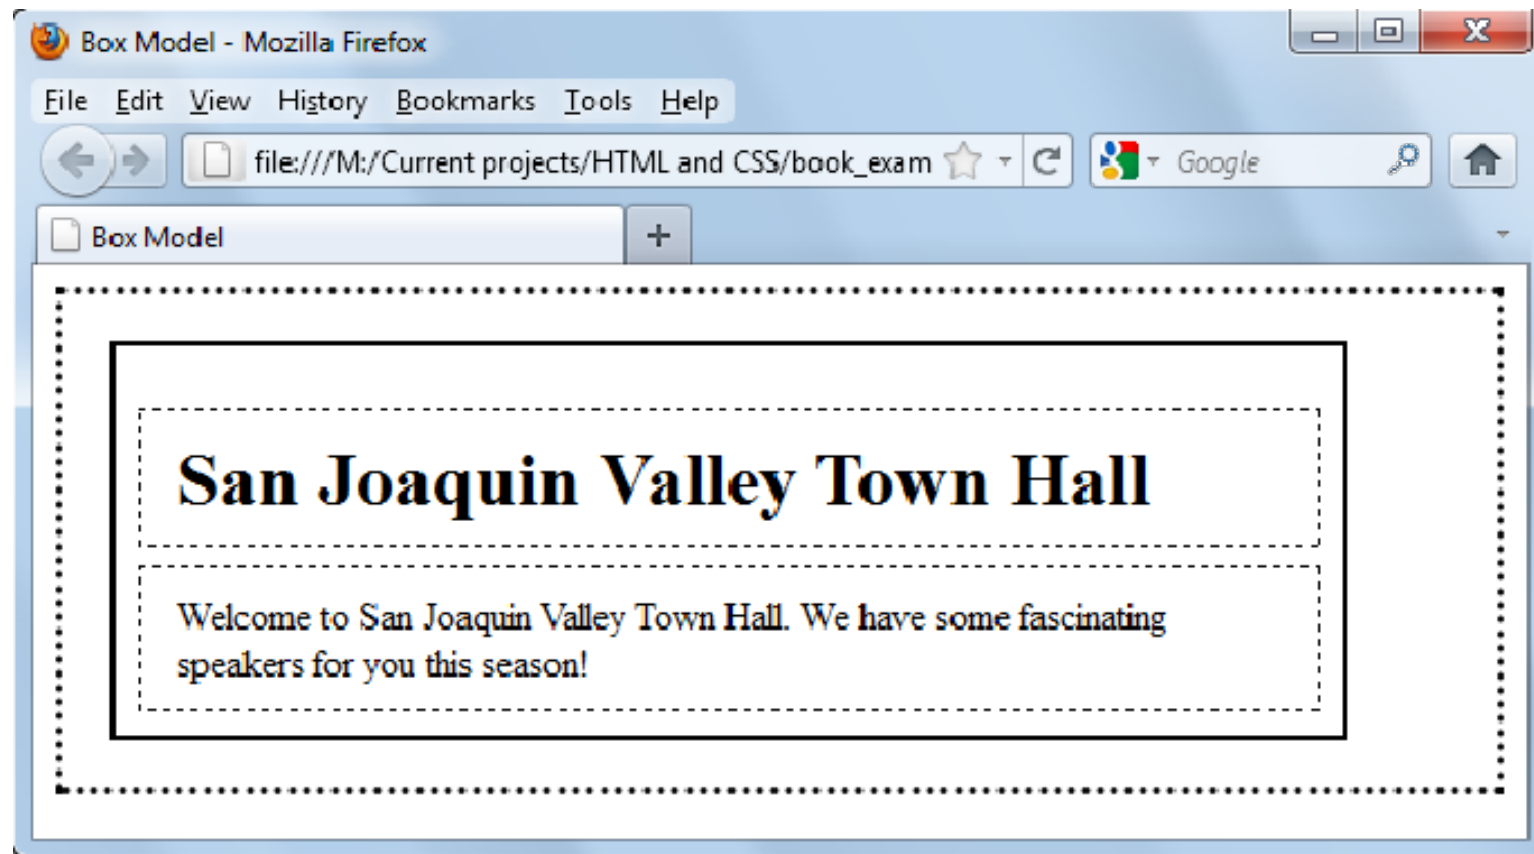 Box Model - Mozilla Firefox
File Edit View History Bookmarks Tools Help
file:///M:/Current projects/HTML and CSS/book_exam
Google
Box Model
San Joaquin Valley Town Hall
Welcome to San Joaquin Valley Town Hall. We have some fascinating
speakers for you this season!